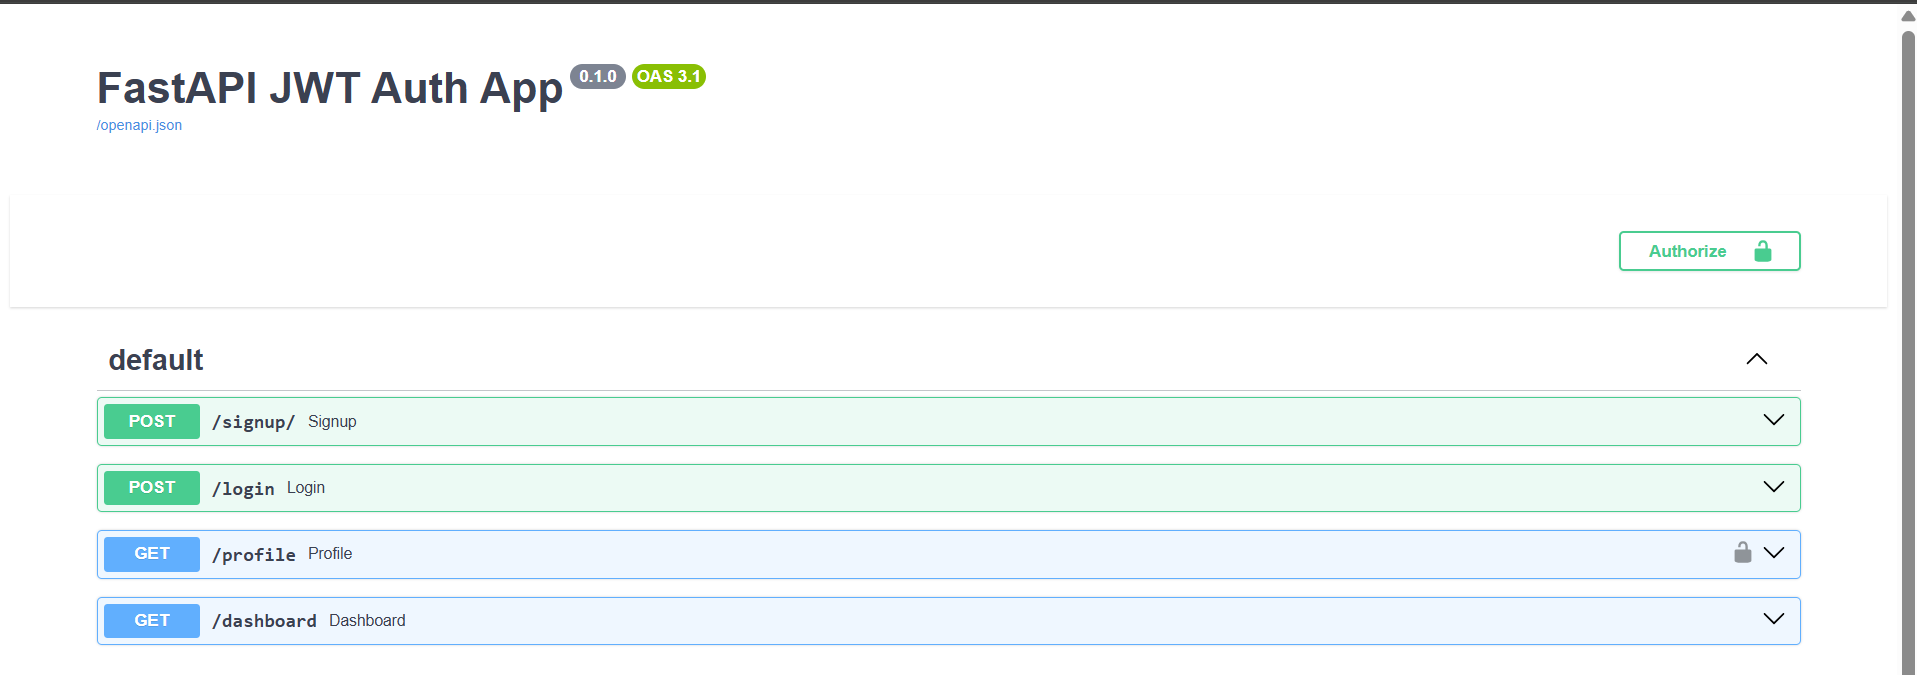 FastAPI JWT Auth App 0.1.0 OAS 3.1
/openapi.json
Authorize
default
POST /signup/ Signup
POST /login Login
GET /profile Profile
GET /dashboard Dashboard